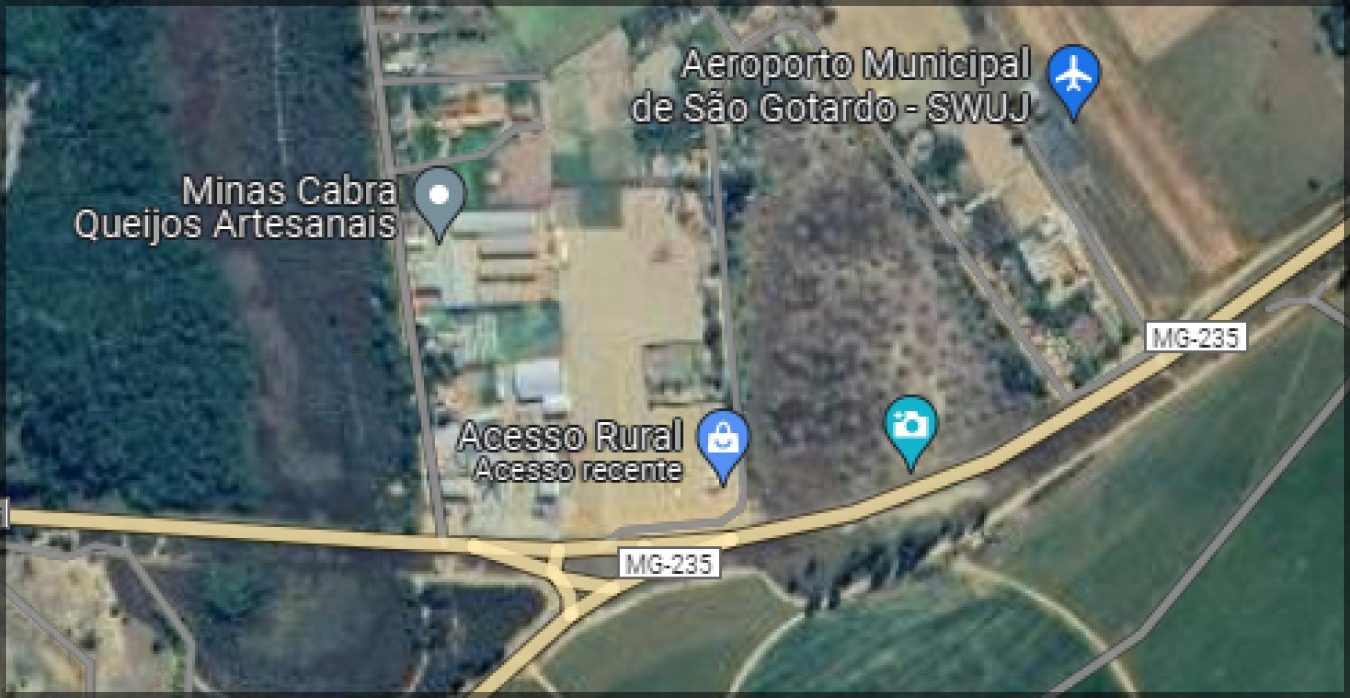 Aeroporto Municipal
de São Gotardo - SWUJ
Minas Cabra
Queijos Artesanais
MG-235
Acesso Rural
Acesso recente
MG-235